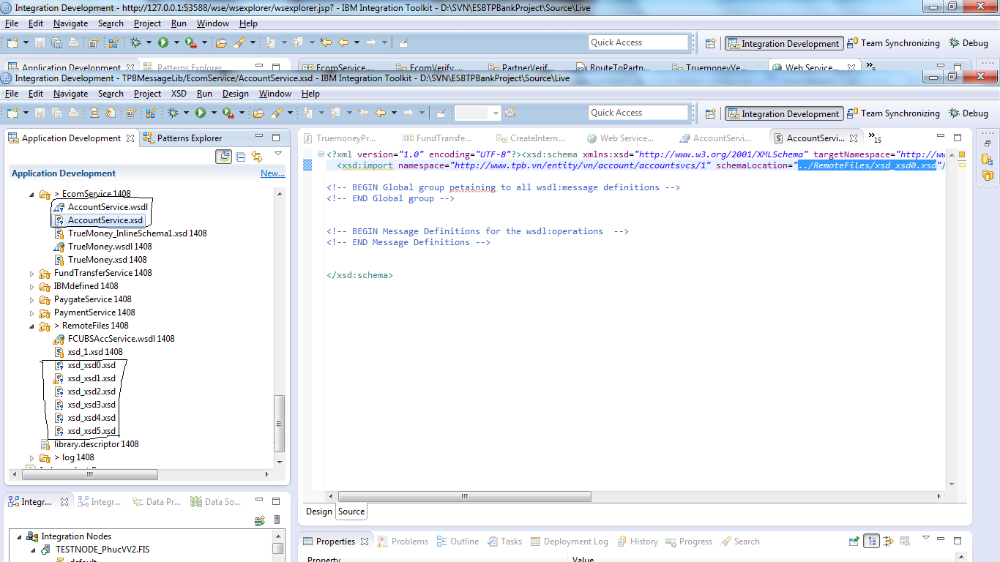 Integration Development - http://127.0.0.1:53588/wse/wsexplorer/wsexplorer.jsp? - IBM Integration Toolkit - D:\SVN\ESBTPBankProject\Source\Live
File Edit Navigate Search Project Run Window Help
Quick Access
Integration Development
Team Synchronizing
Debug
Application Development
Patterns Explorer
EcomService....
EcomVerify....
PartnerVerif...
RouteToPartn...
TruemoneyVe...
Web Service...
Integration Development - TPBMessageLib/EcomService/AccountService.xsd - IBM Integration Toolkit - D:\SVN\ESBTPBankProject\Source\Live
File Edit Navigate Search Project XSD Run Design Window Help
Quick Access
Integration Development
Team Synchronizing
Debug
Application Development
Patterns Explorer
TruemoneyPr...
FundTransfe...
CreateIntern...
Web Service...
AccountServi...
AccountServi...
»15
Application Development
> EcomService 1408
AccountService.wsdl
AccountService.xsd
TrueMoney_InlineSchema1.xsd 1408
TrueMoney.wsdl 1408
TrueMoney.xsd 1408
FundTransferService 1408
IBMdefined 1408
PaygateService 1408
PaymentService 1408
> RemoteFiles 1408
FCUBSAccService.wsdl 1408
xsd_1.xsd 1408
xsd_xsd0.xsd
xsd_xsd1.xsd
xsd_xsd2.xsd
xsd_xsd3.xsd
xsd_xsd4.xsd
xsd_xsd5.xsd
library.descriptor 1408
> log 1408
<?xml version="1.0" encoding="UTF-8"?><xsd:schema xmlns:xsd="http://www.w3.org/2001/XMLSchema" targetNamespace="http://ww
<xsd:import namespace="http://www.tpb.vn/entity/vn/account/accountsvcs/1" schemaLocation="../RemoteFiles/xsd_xsd0.xsd"/
<!-- BEGIN Global group petaining to all wsdl:message definitions -->
<!-- END Global group -->
<!-- BEGIN Message Definitions for the wsdl:operations  -->
<!-- END Message Definitions -->
</xsd:schema>
Design
Source
Integr...
Integr...
Data Pr...
Data So...
Integration Nodes
TESTNODE_PhucVV2.FIS
default
Properties
Problems
Outline
Tasks
Deployment Log
History
Progress
Search
Property
Value